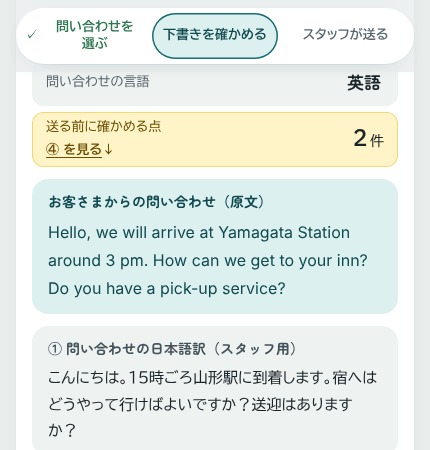 ✓ 問い合わせを
選ぶ
下書きを確かめる
スタッフが送る
問い合わせの言語
英語
送る前に確かめる点
④ を見る↓
2 件
お客さまからの問い合わせ（原文）
Hello, we will arrive at Yamagata Station
around 3 pm. How can we get to your inn?
Do you have a pick-up service?
① 問い合わせの日本語訳（スタッフ用）
こんにちは。15時ごろ山形駅に到着します。宿へは
どうやって行けばよいですか？送迎はあります
か？